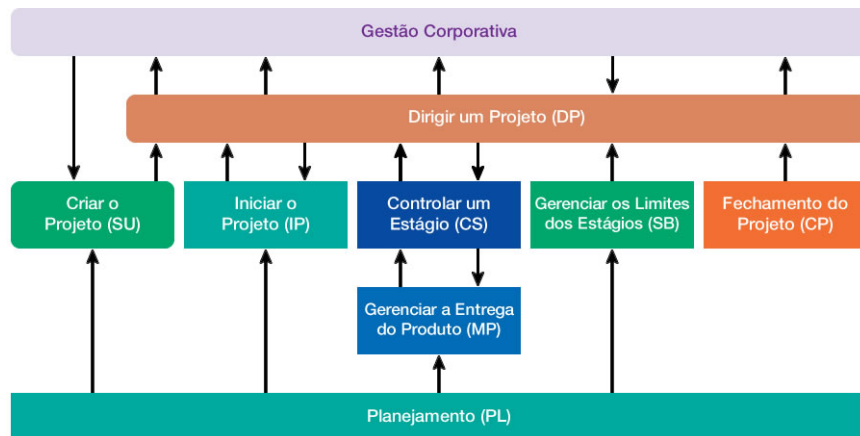 Gestão Corporativa
Dirigir um Projeto (DP)
Criar o
Projeto (SU)
Iniciar o
Projeto (IP)
Controlar um
Estágio (CS)
Gerenciar os Limites
dos Estágios (SB)
Fechamento do
Projeto (CP)
Gerenciar a Entrega
do Produto (MP)
Planejamento (PL)